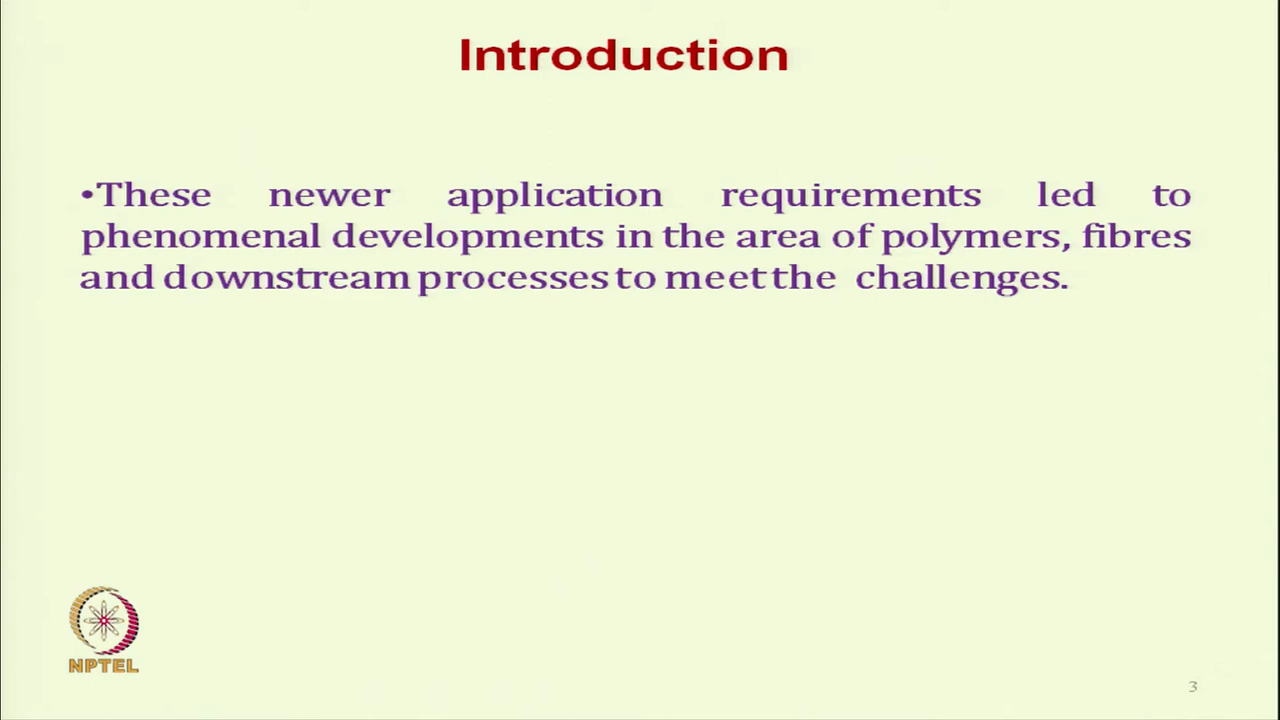 Introduction
•These newer application requirements led to
phenomenal developments in the area of polymers, fibres
and downstream processes to meet the challenges.
NPTEL
3